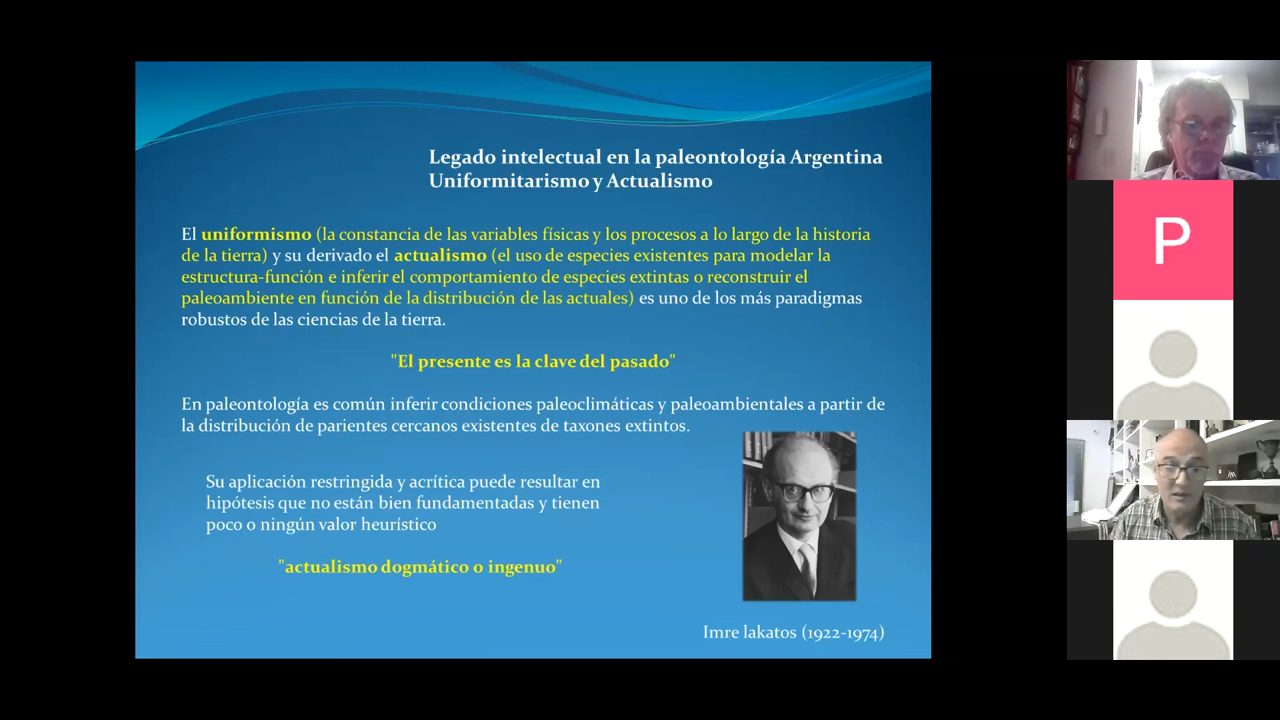 Legado intelectual en la paleontología Argentina
Uniformitarismo y Actualismo
El uniformismo (la constancia de las variables físicas y los procesos a lo largo de la historia
de la tierra) y su derivado el actualismo (el uso de especies existentes para modelar la
estructura-función e inferir el comportamiento de especies extintas o reconstruir el
paleoambiente en función de la distribución de las actuales) es uno de los más paradigmas
robustos de las ciencias de la tierra.
"El presente es la clave del pasado"
En paleontología es común inferir condiciones paleoclimáticas y paleoambientales a partir de
la distribución de parientes cercanos existentes de taxones extintos.
Su aplicación restringida y acrítica puede resultar en
hipótesis que no están bien fundamentadas y tienen
poco o ningún valor heurístico
"actualismo dogmático o ingenuo"
Imre lakatos (1922-1974)
P